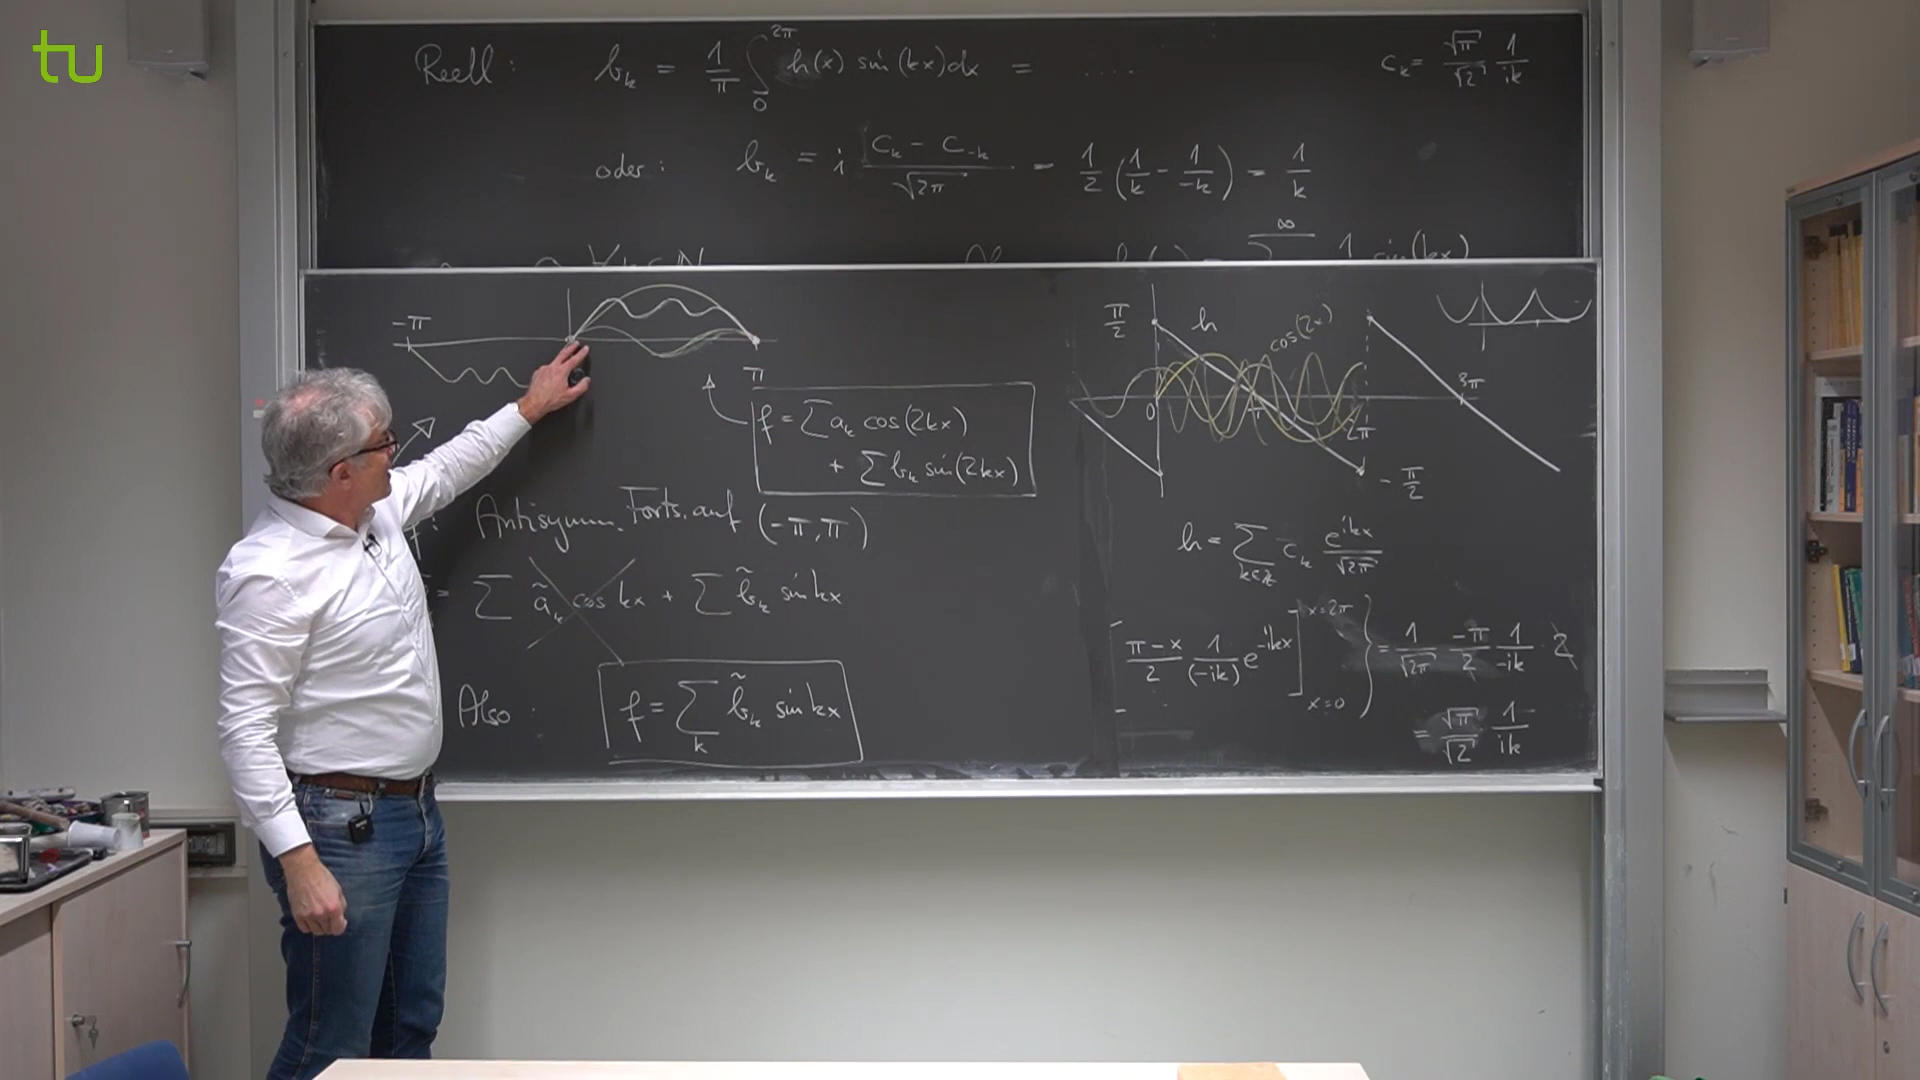 tu
Reell: b_k = 1/π ∫_0^{2π} h(x) sin(kx) dx = ....
c_k = √π/√2 1/(ik)
oder: b_k = i (c_k - c_{-k})/√(2π) = 1/2 (1/k - 1/(-k)) = 1/k
-π
π
f = Σ a_k cos(2kx)
+ Σ b_k sin(2kx)
Antisymm. Forts. auf (-π, π)
= Σ ã_k cos kx + Σ b̃_k sin kx
Also: f = Σ_k b̃_k sin kx
π/2
h
cos(2x)
3π
0
π
2π
-π/2
h = Σ_{k∈ℤ} c_k e^{ikx}/√(2π)
(π-x)/2 1/(-ik) e^{-ikx} ]_{x=0}^{x=2π} } = 1/√(2π) -π/2 1/(-ik) · 2
= √π/√2 1/(ik)